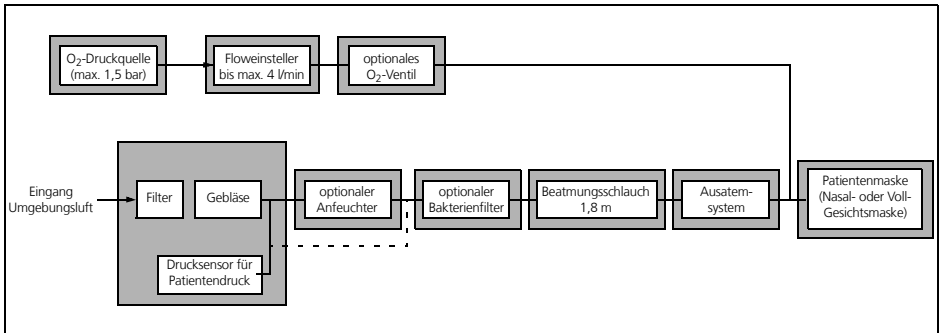 O₂-Druckquelle
(max. 1,5 bar)
Floweinsteller
bis max. 4 l/min
optionales
O₂-Ventil
Eingang
Umgebungsluft
Filter
Gebläse
optionaler
Anfeuchter
optionaler
Bakterienfilter
Beatmungsschlauch
1,8 m
Ausatem-
system
Patientenmaske
(Nasal- oder Voll-
Gesichtsmaske)
Drucksensor für
Patientendruck